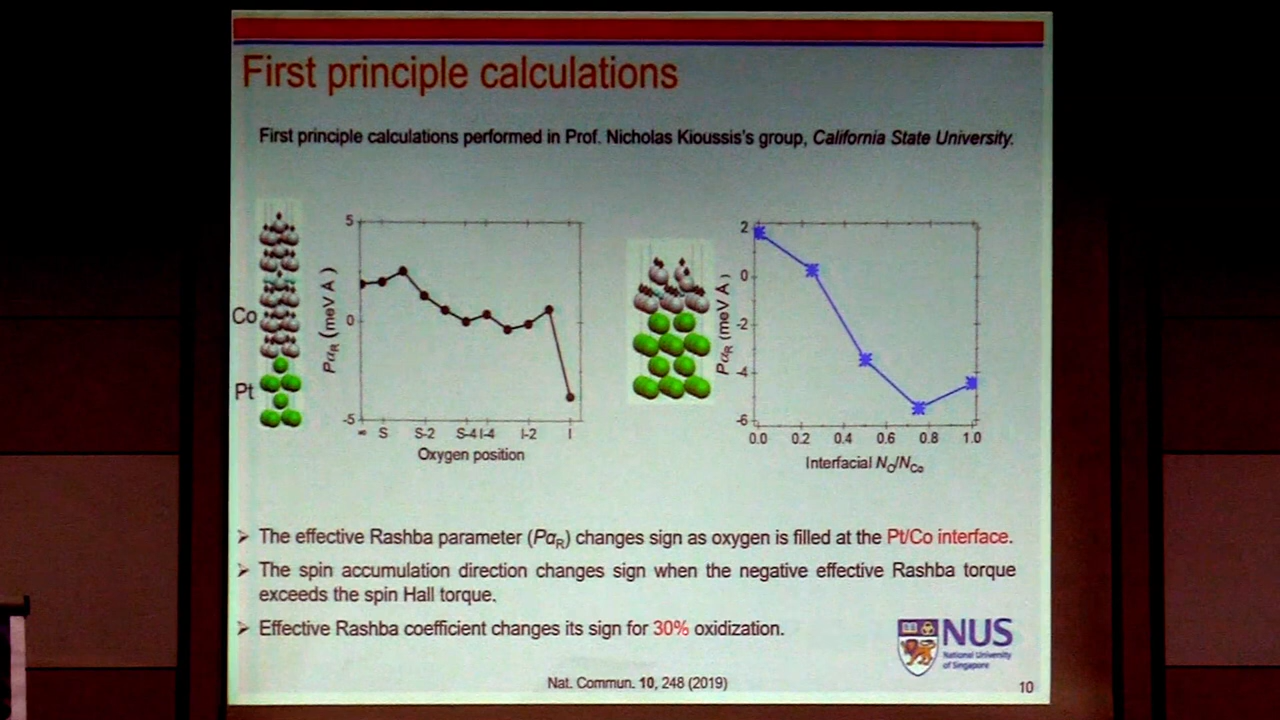 First principle calculations
First principle calculations performed in Prof. Nicholas Kioussis's group, California State University.
Co
Pt
PαR (meV Å)
5
0
-5
∞ S S-2 S-4 I-4 I-2 I
Oxygen position
PαR (meV Å)
2
0
-2
-4
-6
0.0 0.2 0.4 0.6 0.8 1.0
Interfacial NO/NCo
➢ The effective Rashba parameter (PαR) changes sign as oxygen is filled at the Pt/Co interface.
➢ The spin accumulation direction changes sign when the negative effective Rashba torque
exceeds the spin Hall torque.
➢ Effective Rashba coefficient changes its sign for 30% oxidization.
NUS
National University
of Singapore
Nat. Commun. 10, 248 (2019)
10